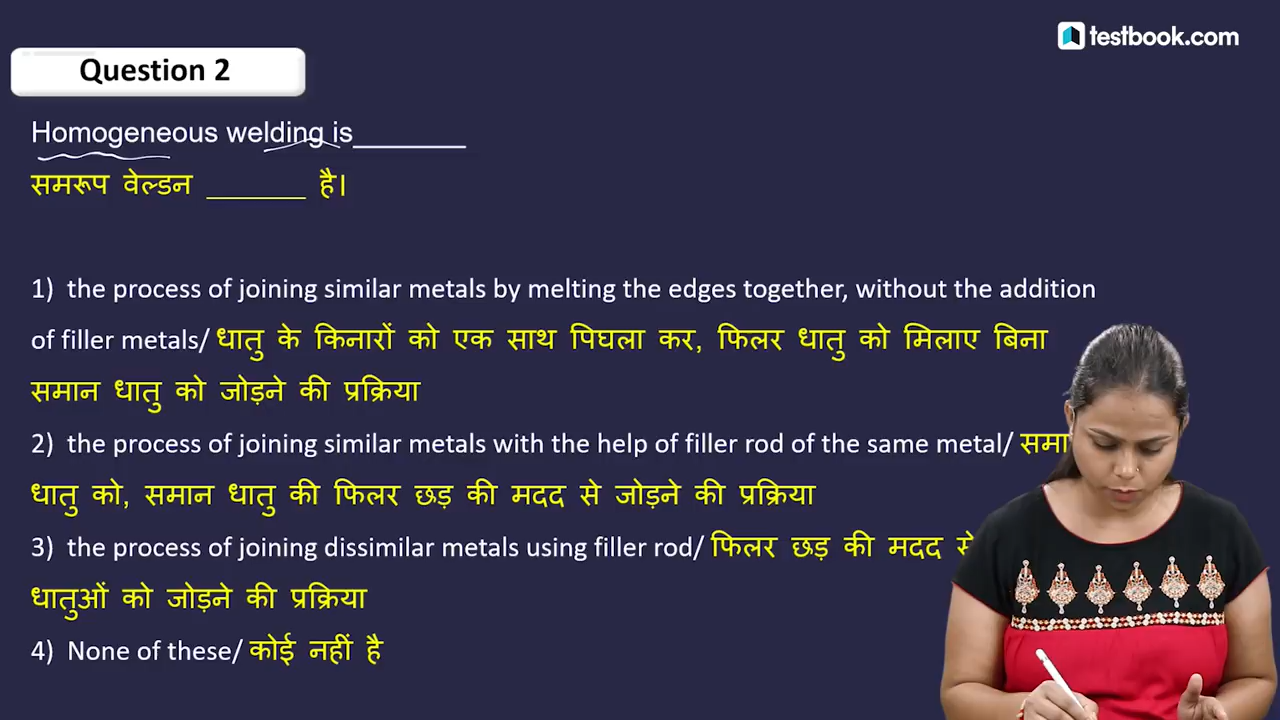 testbook.com
Question 2
Homogeneous welding is________
समरूप वेल्डन _______ है।
1) the process of joining similar metals by melting the edges together, without the addition
of filler metals/ धातु के किनारों को एक साथ पिघला कर, फिलर धातु को मिलाए बिना
समान धातु को जोड़ने की प्रक्रिया
2) the process of joining similar metals with the help of filler rod of the same metal/
धातु को, समान धातु की फिलर छड़ की मदद से जोड़ने की प्रक्रिया
3) the process of joining dissimilar metals using filler rod/ फिलर छड़ की मदद से
धातुओं को जोड़ने की प्रक्रिया
4) None of these/ कोई नहीं है